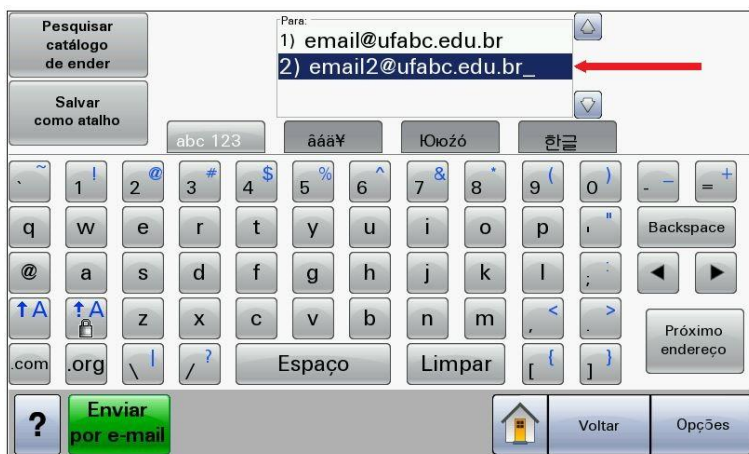 Pesquisar
catálogo
de ender
Salvar
como atalho
Para:
1) email@ufabc.edu.br
2) email2@ufabc.edu.br_
abc 123 âáä¥ Ююźó 한글
` ~ 1 ! 2 @ 3 # 4 $ 5 % 6 ^ 7 & 8 * 9 ( 0 ) - _ = +
q w e r t y u i o p ' " Backspace
@ a s d f g h j k l ; :
A A z x c v b n m , < . >
Próximo
endereço
.com .org \ | / ? Espaço Limpar [ { ] }
? Enviar
por e-mail
Voltar Opções